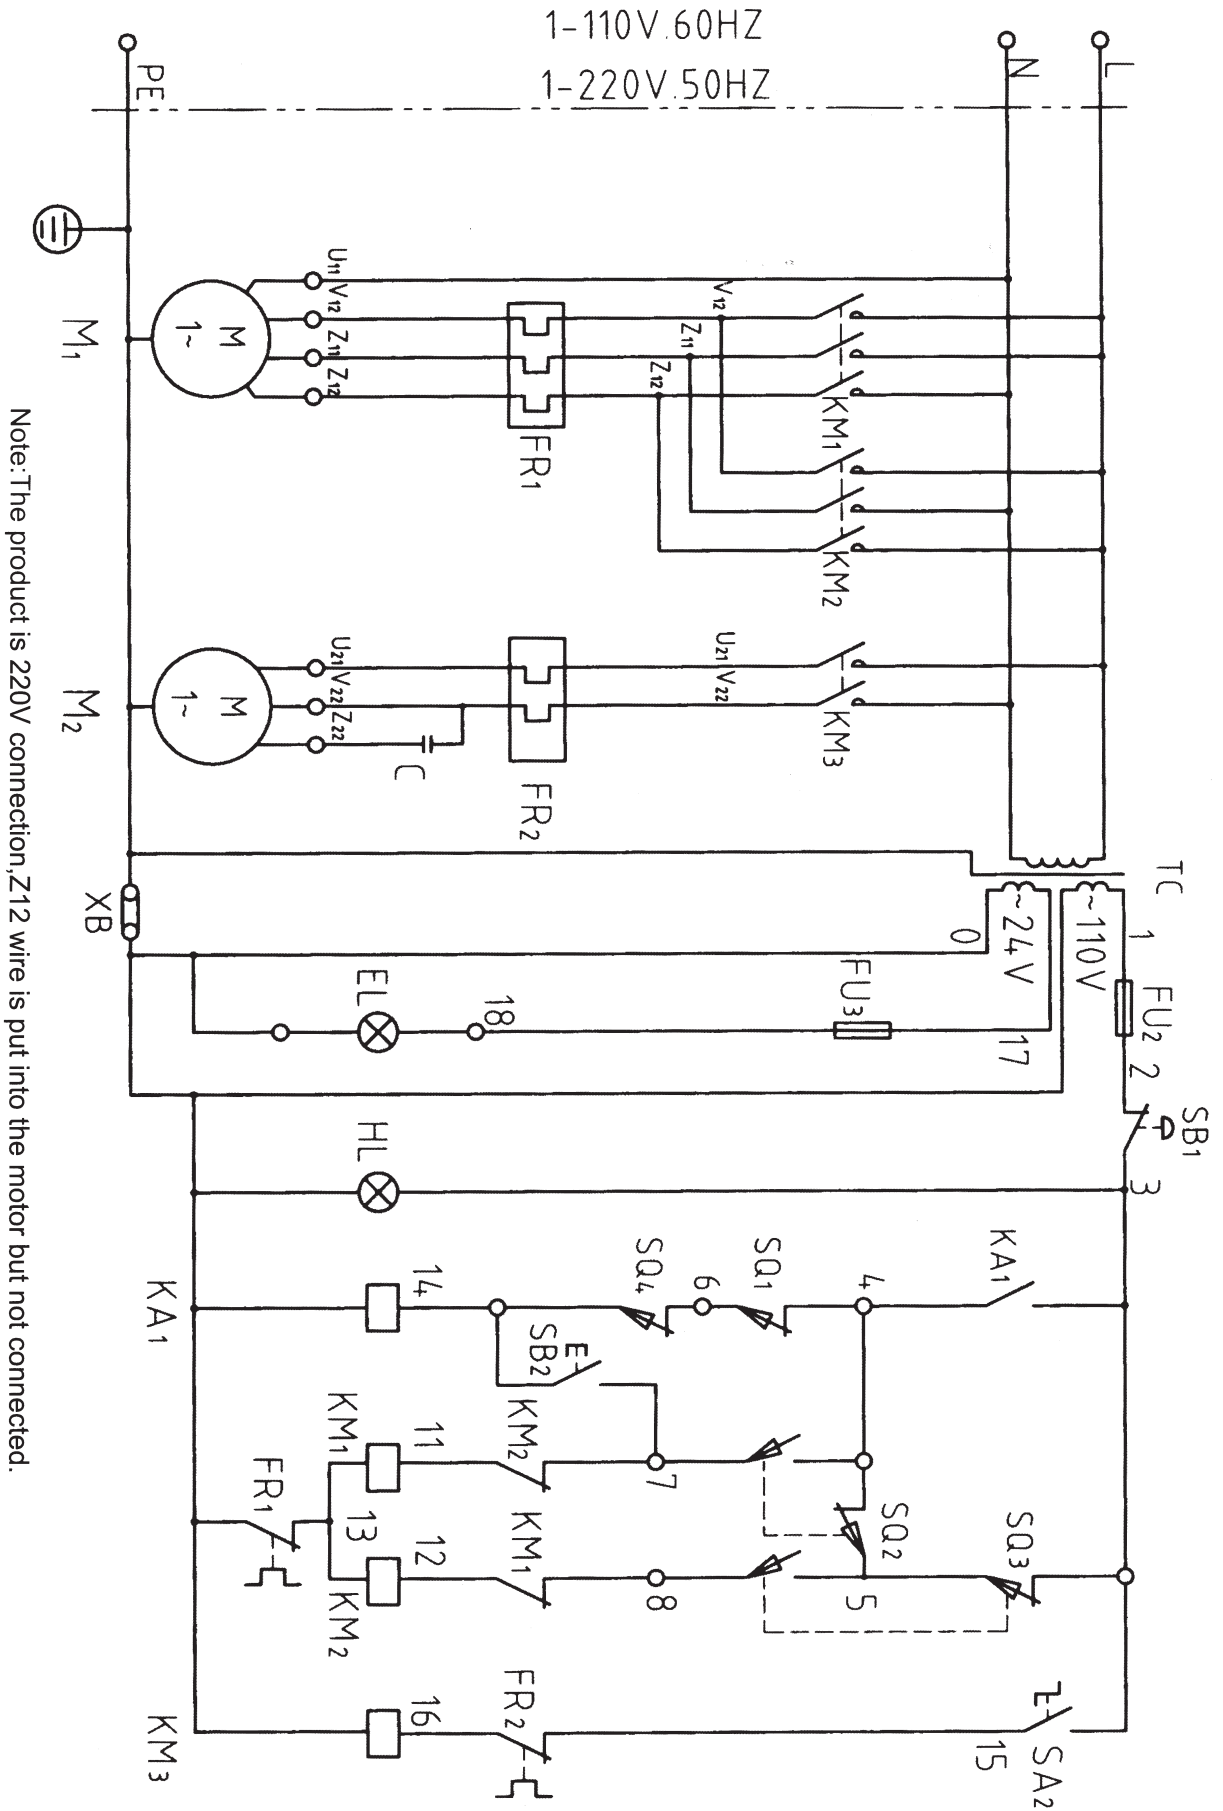 1-110V.60HZ
1-220V.50HZ
L
N
PE
U11
V12
Z11
Z12
V12
Z11
Z12
M
1~
M1
FR1
KM1
KM2
U21
V22
Z22
U21
V22
M
1~
M2
C
FR2
KM3
TC
XB
0
~24V
~110V
1
FU2
2
SB1
3
EL
18
FU3
17
HL
KA1
14
SQ4
6
SQ1
4
KA1
SB2
KM1
11
KM2
7
SQ2
SQ3
FR1
13
12
KM1
8
5
KM2
KM3
16
FR2
15
SA2
Note:The product is 220V connection,Z12 wire is put into the motor but not connected.